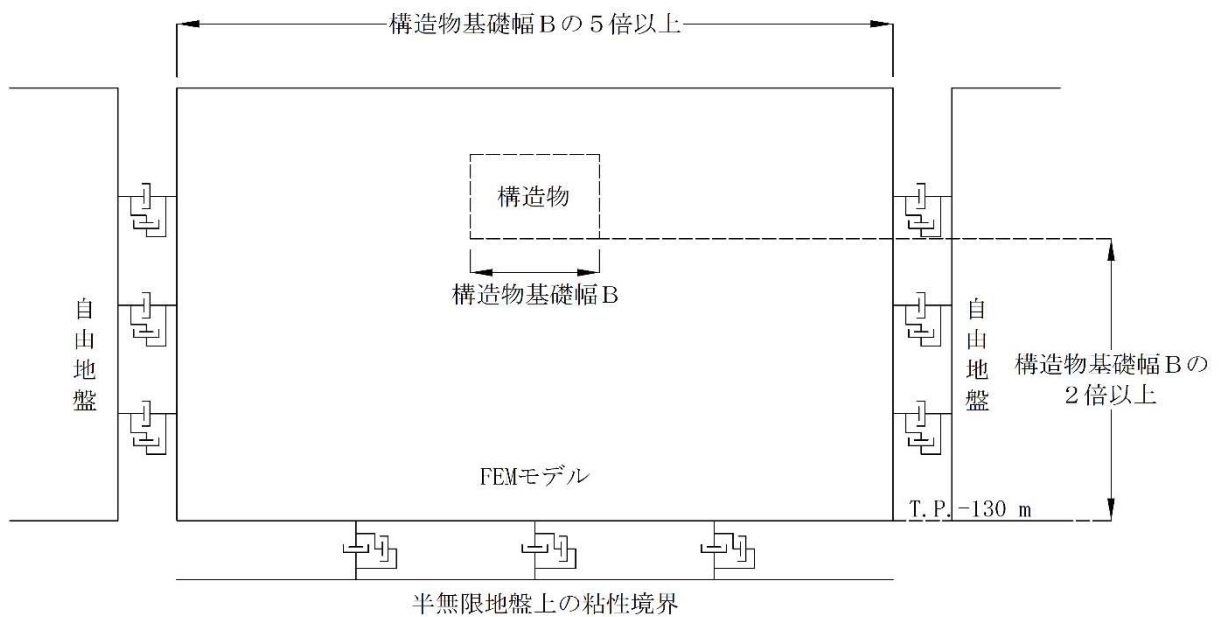 構造物基礎幅Bの5倍以上
構造物
構造物基礎幅B
自由地盤
自由地盤
構造物基礎幅Bの
2倍以上
FEMモデル
T.P.-130 m
半無限地盤上の粘性境界